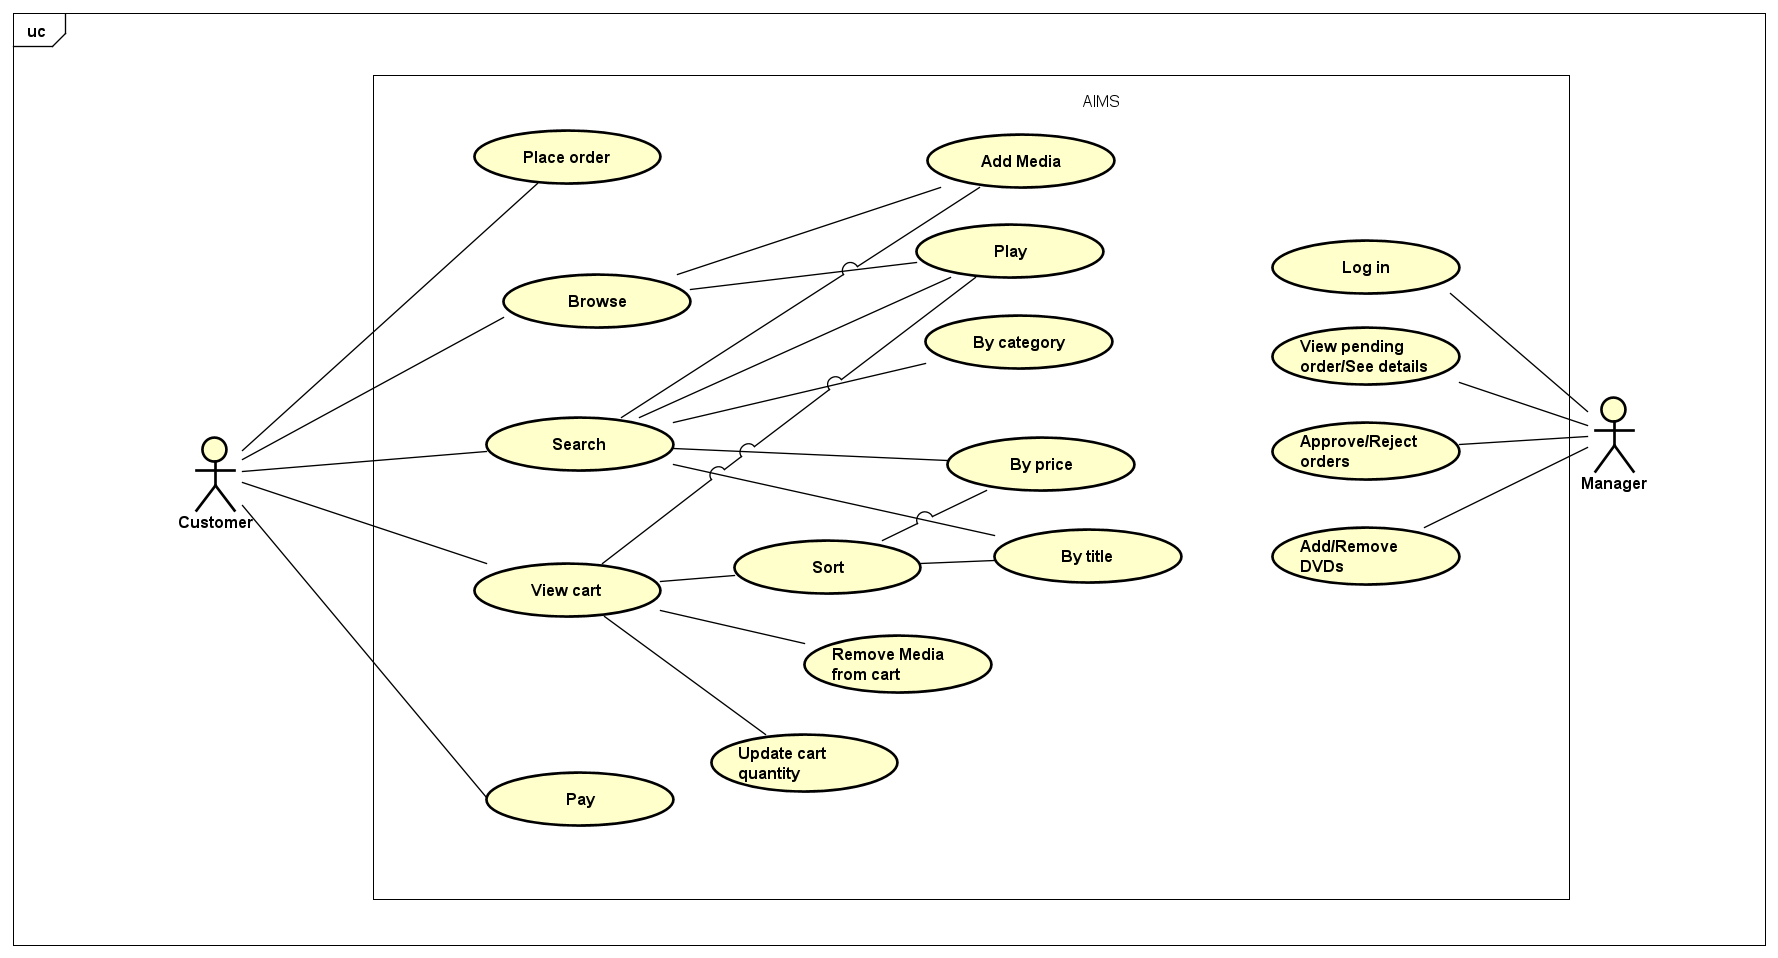 uc
AIMS
Place order
Add Media
Play
Log in
Browse
By category
View pending
order/See details
Search
Approve/Reject
orders
By price
Customer
Manager
By title
Sort
Add/Remove
DVDs
View cart
Remove Media
from cart
Update cart
quantity
Pay